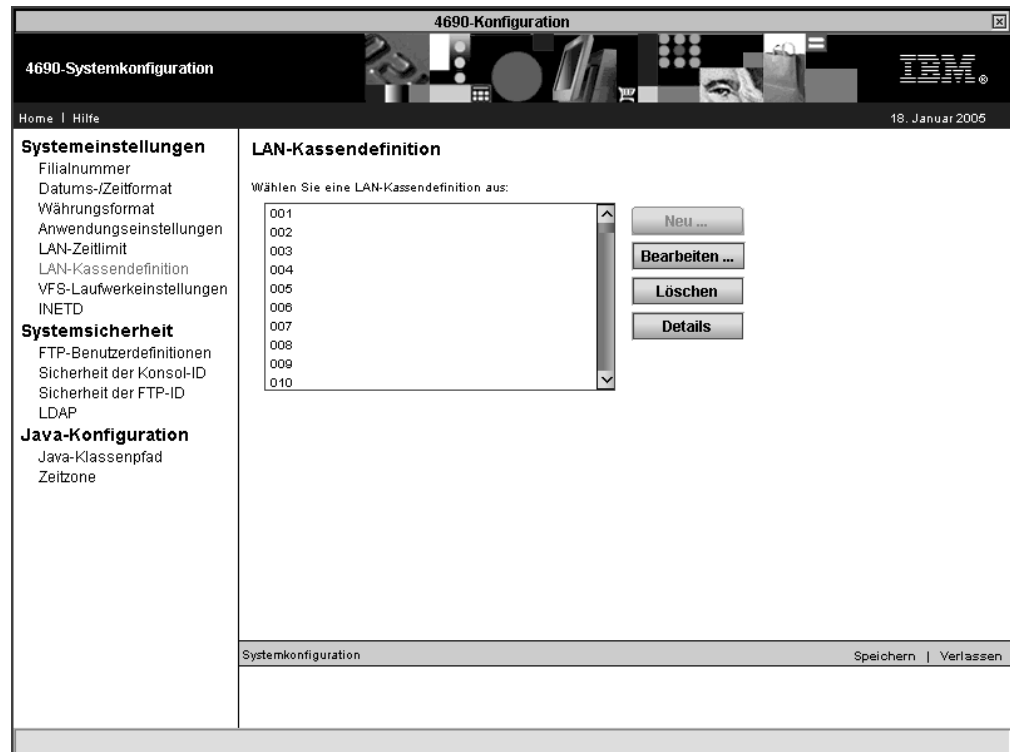 4690-Konfiguration
4690-Systemkonfiguration
IBM®
Home | Hilfe
18. Januar 2005
Systemeinstellungen
Filialnummer
Datums-/Zeitformat
Währungsformat
Anwendungseinstellungen
LAN-Zeitlimit
LAN-Kassendefinition
VFS-Laufwerkeinstellungen
INETD
Systemsicherheit
FTP-Benutzerdefinitionen
Sicherheit der Konsol-ID
Sicherheit der FTP-ID
LDAP
Java-Konfiguration
Java-Klassenpfad
Zeitzone
LAN-Kassendefinition
Wählen Sie eine LAN-Kassendefinition aus:
001
002
003
004
005
006
007
008
009
010
Neu ...
Bearbeiten ...
Löschen
Details
Systemkonfiguration
Speichern | Verlassen